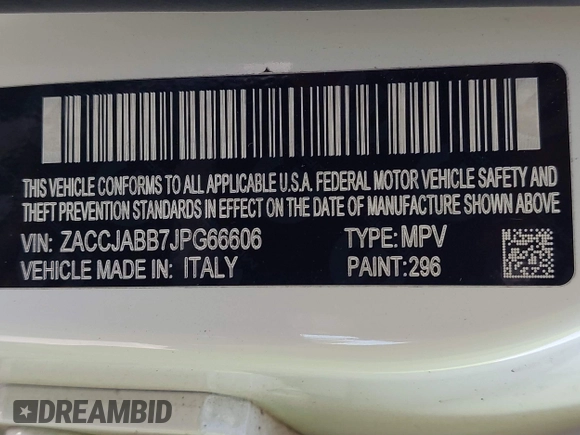 THIS VEHICLE CONFORMS TO ALL APPLICABLE U.S.A. FEDERAL MOTOR VEHICLE SAFETY AND
THEFT PREVENTION STANDARDS IN EFFECT ON THE DATE OF MANUFACTURE SHOWN ABOVE
VIN: ZACCJABB7JPG66606 TYPE: MPV
VEHICLE MADE IN: ITALY PAINT: 296
DREAMBID